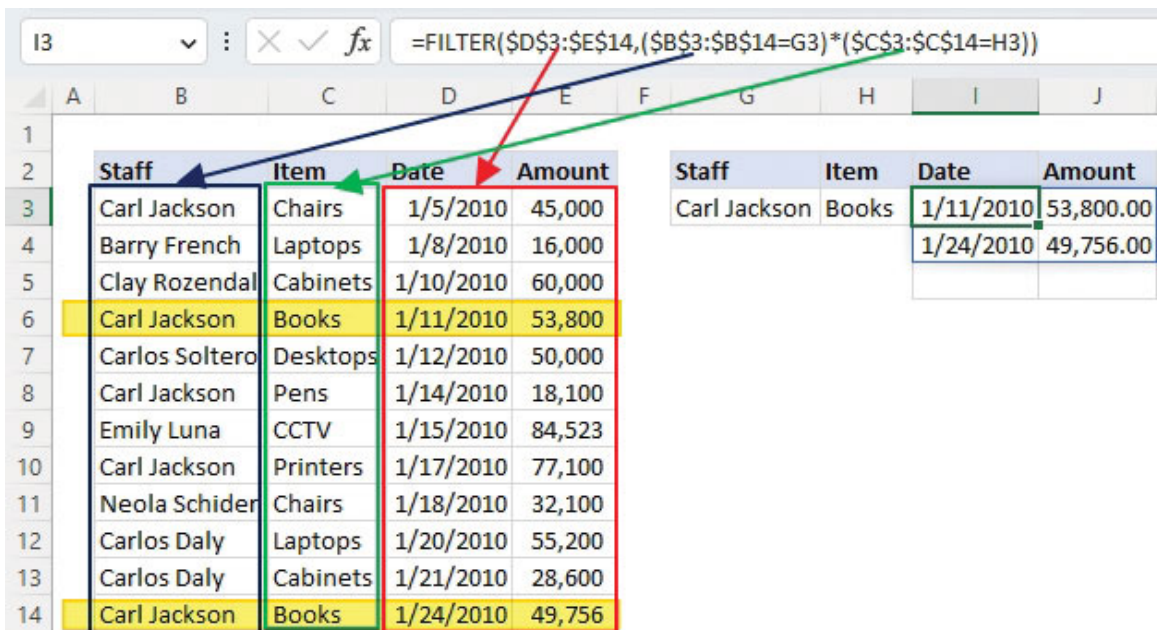 I3 fx =FILTER($D$3:$E$14,($B$3:$B$14=G3)*($C$3:$C$14=H3))
A B C D E F G H I J
1
2 Staff Item Date Amount Staff Item Date Amount
3 Carl Jackson Chairs 1/5/2010 45,000 Carl Jackson Books 1/11/2010 53,800.00
4 Barry French Laptops 1/8/2010 16,000 1/24/2010 49,756.00
5 Clay Rozendal Cabinets 1/10/2010 60,000
6 Carl Jackson Books 1/11/2010 53,800
7 Carlos Soltero Desktops 1/12/2010 50,000
8 Carl Jackson Pens 1/14/2010 18,100
9 Emily Luna CCTV 1/15/2010 84,523
10 Carl Jackson Printers 1/17/2010 77,100
11 Neola Schider Chairs 1/18/2010 32,100
12 Carlos Daly Laptops 1/20/2010 55,200
13 Carlos Daly Cabinets 1/21/2010 28,600
14 Carl Jackson Books 1/24/2010 49,756